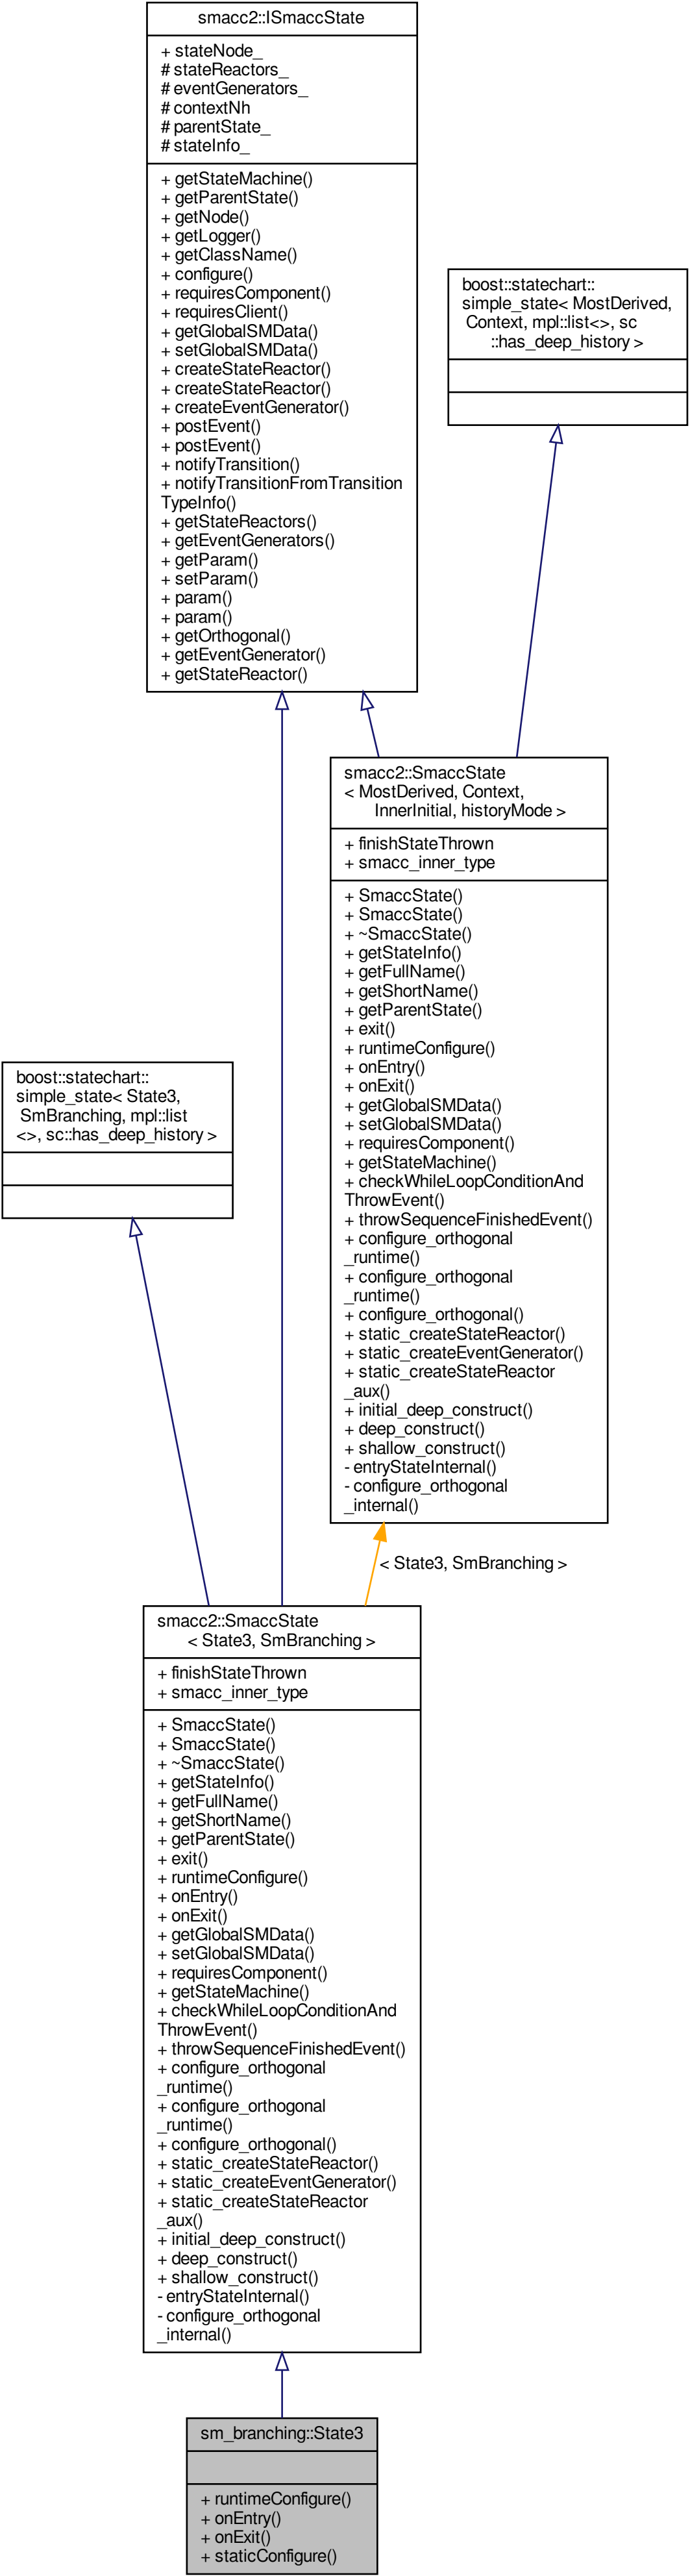 smacc2::ISmaccState
+ stateNode_
# stateReactors_
# eventGenerators_
# contextNh
# parentState_
# stateInfo_
+ getStateMachine()
+ getParentState()
+ getNode()
+ getLogger()
+ getClassName()
+ configure()
+ requiresComponent()
+ requiresClient()
+ getGlobalSMData()
+ setGlobalSMData()
+ createStateReactor()
+ createStateReactor()
+ createEventGenerator()
+ postEvent()
+ postEvent()
+ notifyTransition()
+ notifyTransitionFromTransition
TypeInfo()
+ getStateReactors()
+ getEventGenerators()
+ getParam()
+ setParam()
+ param()
+ param()
+ getOrthogonal()
+ getEventGenerator()
+ getStateReactor()
boost::statechart::
simple_state< MostDerived,
Context, mpl::list<>, sc
::has_deep_history >
smacc2::SmaccState
< MostDerived, Context,
InnerInitial, historyMode >
+ finishStateThrown
+ smacc_inner_type
+ SmaccState()
+ SmaccState()
+ ~SmaccState()
+ getStateInfo()
+ getFullName()
+ getShortName()
+ getParentState()
+ exit()
+ runtimeConfigure()
+ onEntry()
+ onExit()
+ getGlobalSMData()
+ setGlobalSMData()
+ requiresComponent()
+ getStateMachine()
+ checkWhileLoopConditionAnd
ThrowEvent()
+ throwSequenceFinishedEvent()
+ configure_orthogonal
_runtime()
+ configure_orthogonal
_runtime()
+ configure_orthogonal()
+ static_createStateReactor()
+ static_createEventGenerator()
+ static_createStateReactor
_aux()
+ initial_deep_construct()
+ deep_construct()
+ shallow_construct()
- entryStateInternal()
- configure_orthogonal
_internal()
boost::statechart::
simple_state< State3,
SmBranching, mpl::list
<>, sc::has_deep_history >
< State3, SmBranching >
smacc2::SmaccState
< State3, SmBranching >
+ finishStateThrown
+ smacc_inner_type
+ SmaccState()
+ SmaccState()
+ ~SmaccState()
+ getStateInfo()
+ getFullName()
+ getShortName()
+ getParentState()
+ exit()
+ runtimeConfigure()
+ onEntry()
+ onExit()
+ getGlobalSMData()
+ setGlobalSMData()
+ requiresComponent()
+ getStateMachine()
+ checkWhileLoopConditionAnd
ThrowEvent()
+ throwSequenceFinishedEvent()
+ configure_orthogonal
_runtime()
+ configure_orthogonal
_runtime()
+ configure_orthogonal()
+ static_createStateReactor()
+ static_createEventGenerator()
+ static_createStateReactor
_aux()
+ initial_deep_construct()
+ deep_construct()
+ shallow_construct()
- entryStateInternal()
- configure_orthogonal
_internal()
sm_branching::State3
+ runtimeConfigure()
+ onEntry()
+ onExit()
+ staticConfigure()